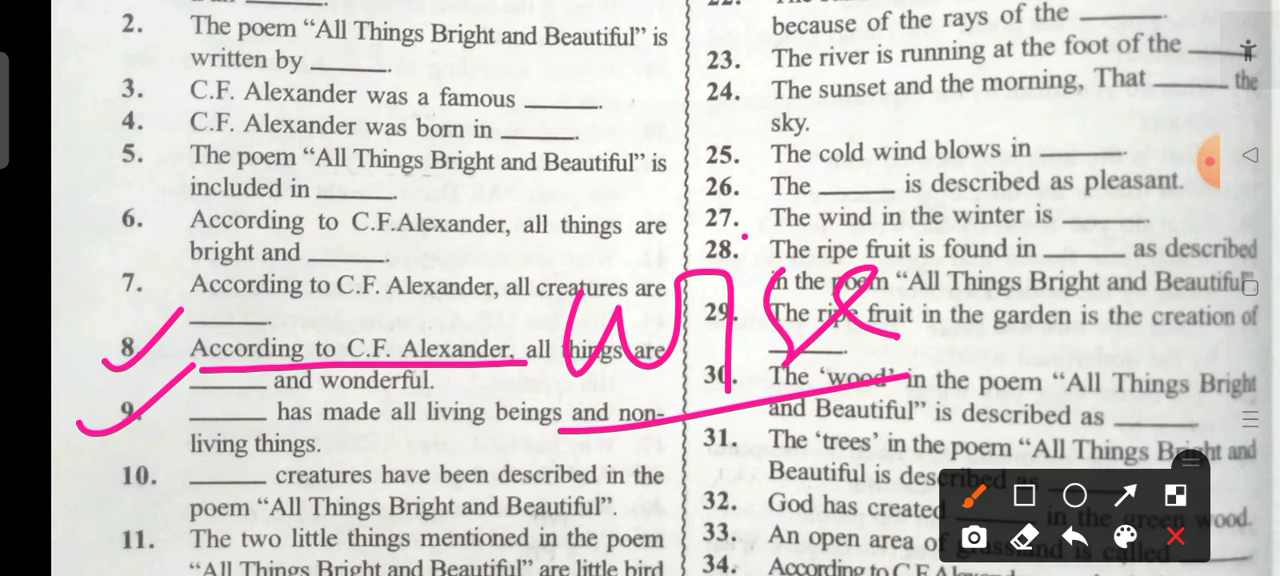 2. The poem “All Things Bright and Beautiful” is
written by ______.
3. C.F. Alexander was a famous ______.
4. C.F. Alexander was born in ______.
5. The poem “All Things Bright and Beautiful” is
included in ______.
6. According to C.F.Alexander, all things are
bright and ______.
7. According to C.F. Alexander, all creatures are
______.
8. According to C.F. Alexander, all things are
______ and wonderful.
9. ______ has made all living beings and non-
living things.
10. ______ creatures have been described in the
poem “All Things Bright and Beautiful”
11. The two little things mentioned in the poem
“All Things Bright and Beautiful” are little bird
because of the rays of the ______
23. The river is running at the foot of the ______
24. The sunset and the morning, That ______ the
sky.
25. The cold wind blows in ______.
26. The ______ is described as pleasant.
27. The wind in the winter is ______.
28. The ripe fruit is found in ______ as described
in the poem “All Things Bright and Beautiful
29. The ripe fruit in the garden is the creation of
______.
30. The ‘wood’ in the poem “All Things Bright
and Beautiful” is described as ______
31. The ‘trees’ in the poem “All Things Bright and
Beautiful is described as
32. God has created ______ in the green wood.
33. An open area of grassland is called ______
34. According to C.F.
wise